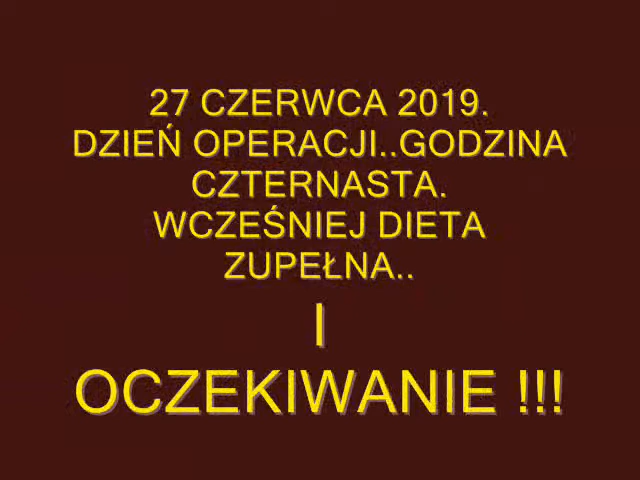 27 CZERWCA 2019.
DZIEŃ OPERACJI..GODZINA
CZTERNASTA.
WCZEŚNIEJ DIETA
ZUPEŁNA..
I
OCZEKIWANIE !!!